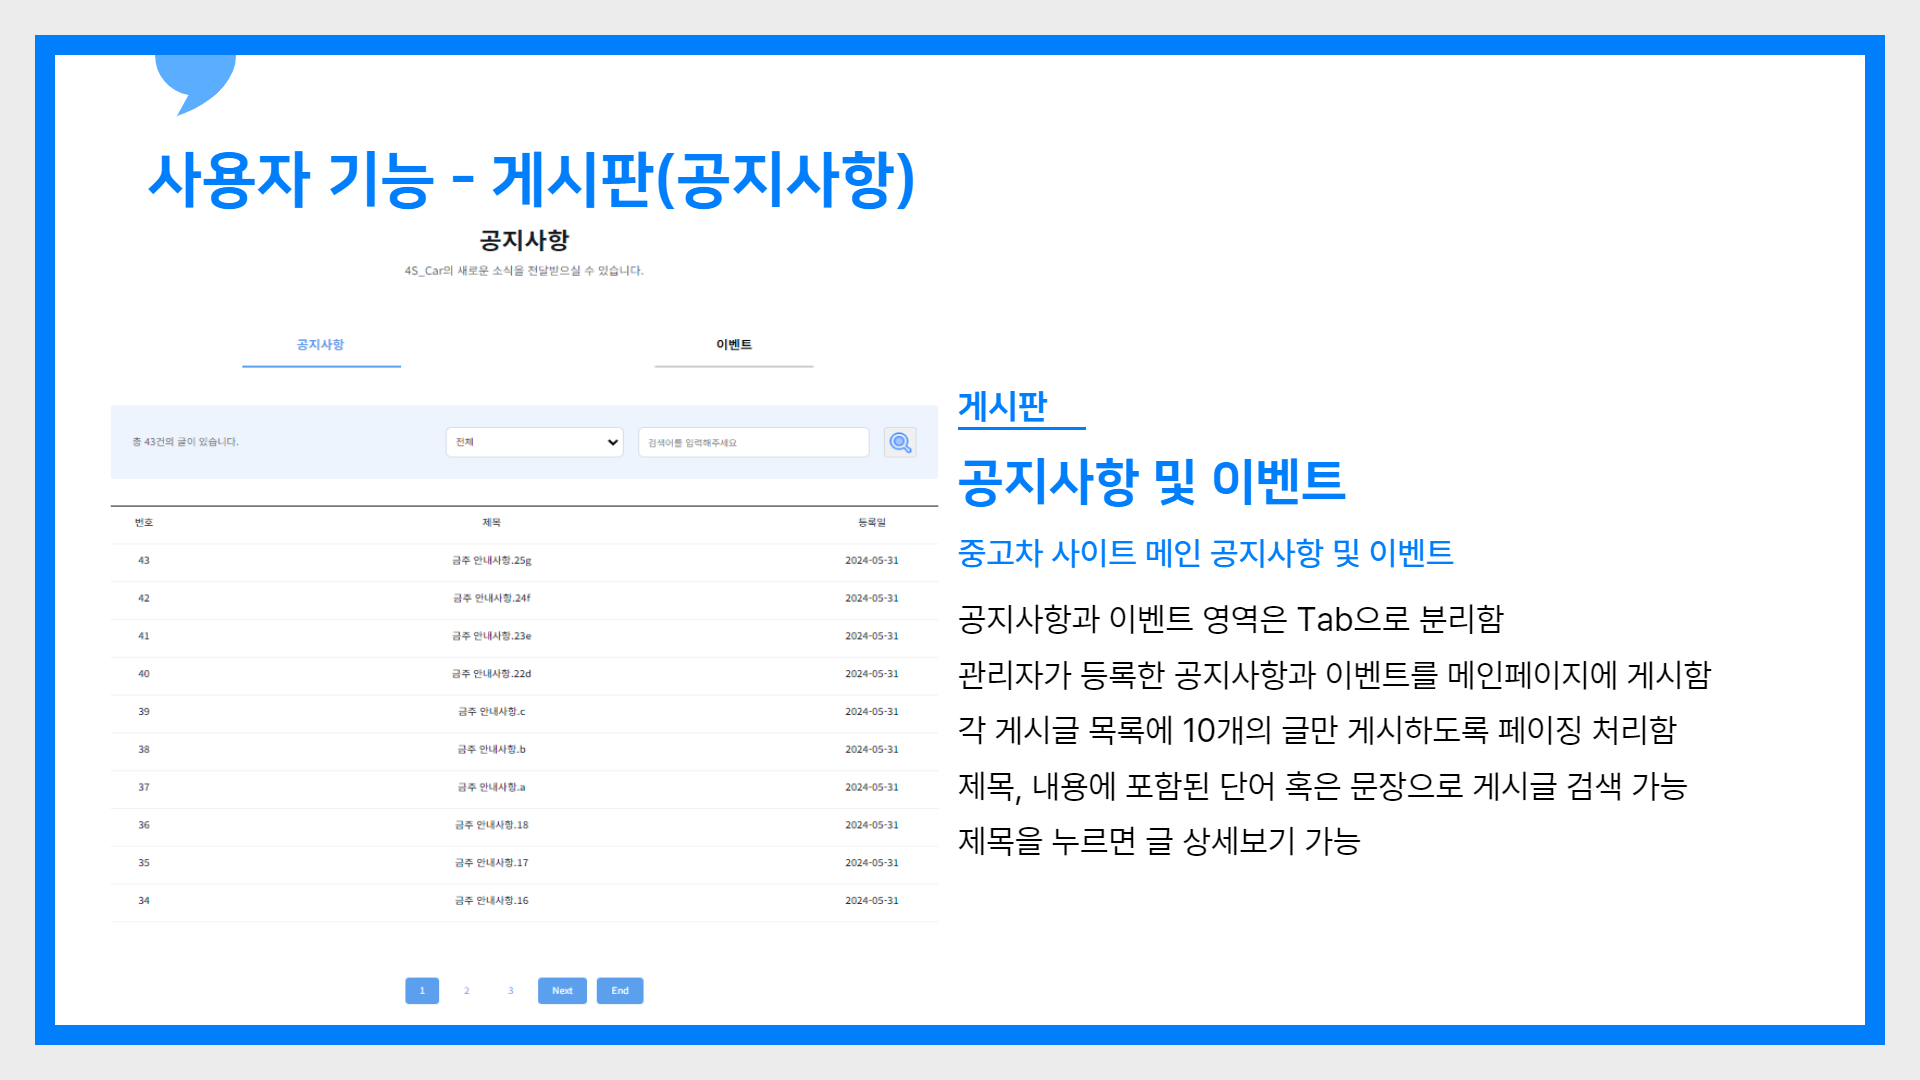 사용자 기능 - 게시판(공지사항)
공지사항
4S_Car의 새로운 소식을 전달받으실 수 있습니다.
공지사항 이벤트
총 43건의 글이 있습니다. 전체 검색어를 입력해주세요
번호 제목 등록일
43 금주 안내사항.25g 2024-05-31
42 금주 안내사항.24f 2024-05-31
41 금주 안내사항.23e 2024-05-31
40 금주 안내사항.22d 2024-05-31
39 금주 안내사항.c 2024-05-31
38 금주 안내사항.b 2024-05-31
37 금주 안내사항.a 2024-05-31
36 금주 안내사항.18 2024-05-31
35 금주 안내사항.17 2024-05-31
34 금주 안내사항.16 2024-05-31
1 2 3 Next End
게시판
공지사항 및 이벤트
중고차 사이트 메인 공지사항 및 이벤트
공지사항과 이벤트 영역은 Tab으로 분리함
관리자가 등록한 공지사항과 이벤트를 메인페이지에 게시함
각 게시글 목록에 10개의 글만 게시하도록 페이징 처리함
제목, 내용에 포함된 단어 혹은 문장으로 게시글 검색 가능
제목을 누르면 글 상세보기 가능